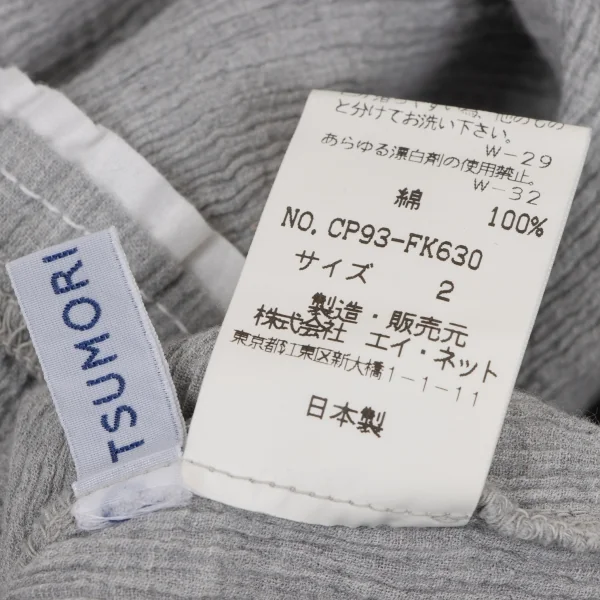 TSUMORI
と分けてお洗い下さい。
W-29
あらゆる漂白剤の使用禁止。
W-32
綿
100%
NO. CP93-FK630
サイズ 2
製造・販売元
株式会社 エイ・ネット
東京都江東区新大橋1-1-11
日本製